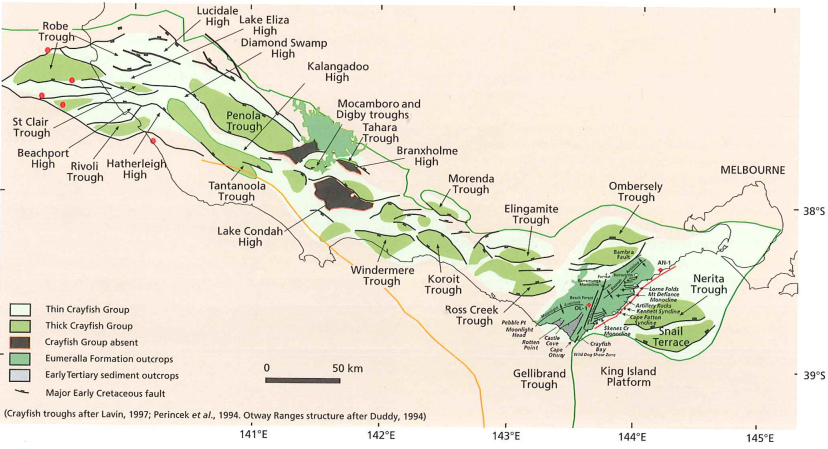 Lucidale
High
Robe
Trough
Lake Eliza
High
Diamond Swamp
High
Kalangadoo
High
Mocamboro and
Digby troughs
Tahara
Trough
Penola
Trough
Branxholme
High
St Clair
Trough
Beachport
High
Rivoli
Trough
Hatherleigh
High
Tantanoola
Trough
Morenda
Trough
Ombersely
Trough
MELBOURNE
Elingamite
Trough
38°S
Lake Condah
High
Windermere
Trough
Koroit
Trough
Ross Creek
Trough
Bambra
Fault
AN-1
Nerita
Trough
Lorne Folds
Mt Defiance
Monocline
Artillery Rocks
Kennett Syncline
Cape Patten
Syncline
Skenes Cr
Monocline
OL-1
Snail
Terrace
Pebble Pt
Moonlight
Head
Rotten
Point
Castle
Cove
Cape
Otway
Crayfish
Bay
Wild Dog Shear Zone
Gellibrand
Trough
King Island
Platform
39°S
Thin Crayfish Group
Thick Crayfish Group
Crayfish Group absent
Eumeralla Formation outcrops
Early Tertiary sediment outcrops
Major Early Cretaceous fault
0 50 km
(Crayfish troughs after Lavin, 1997; Perincek et al., 1994. Otway Ranges structure after Duddy, 1994)
141°E
142°E
143°E
144°E
145°E